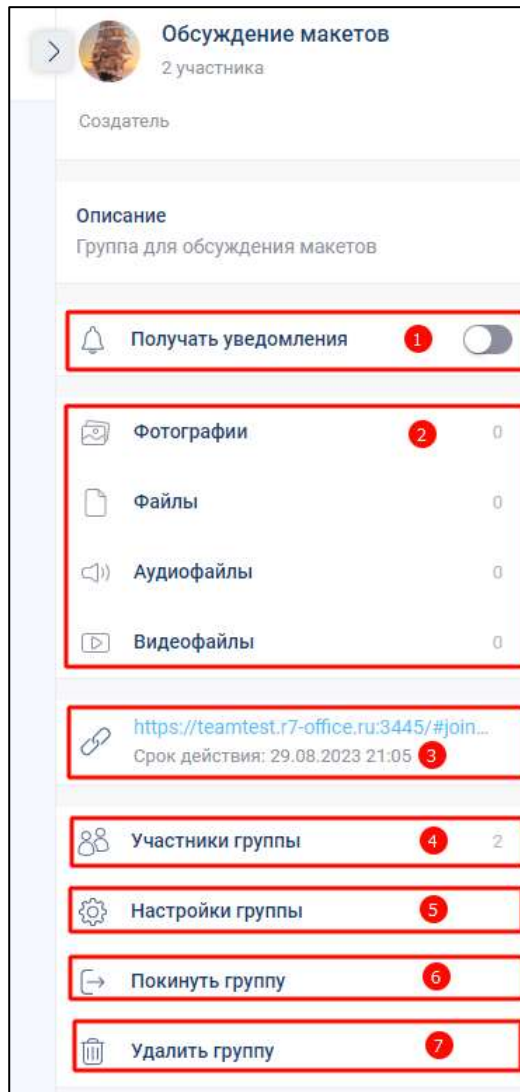 Обсуждение макетов
2 участника
Создатель
Описание
Группа для обсуждения макетов
Получать уведомления 1
Фотографии 2 0
Файлы 0
Аудиофайлы 0
Видеофайлы 0
https://teamtest.r7-office.ru:3445/#join...
Срок действия: 29.08.2023 21:05 3
Участники группы 4 2
Настройки группы 5
Покинуть группу 6
Удалить группу 7